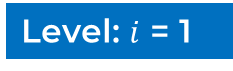 Level: i = 1